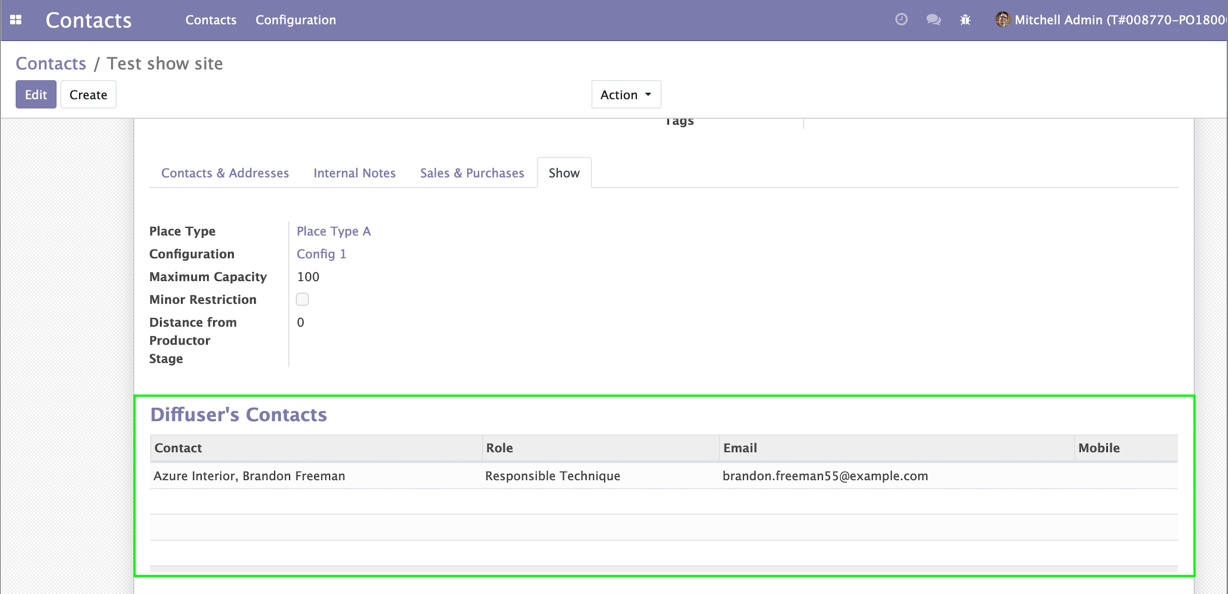 Contacts Contacts Configuration Mitchell Admin (T#008770-PO1800
Contacts / Test show site
Edit Create Action
Tags
Contacts & Addresses Internal Notes Sales & Purchases Show
Place Type Place Type A
Configuration Config 1
Maximum Capacity 100
Minor Restriction
Distance from 0
Productor
Stage
Diffuser's Contacts
Contact Role Email Mobile
Azure Interior, Brandon Freeman Responsible Technique brandon.freeman55@example.com